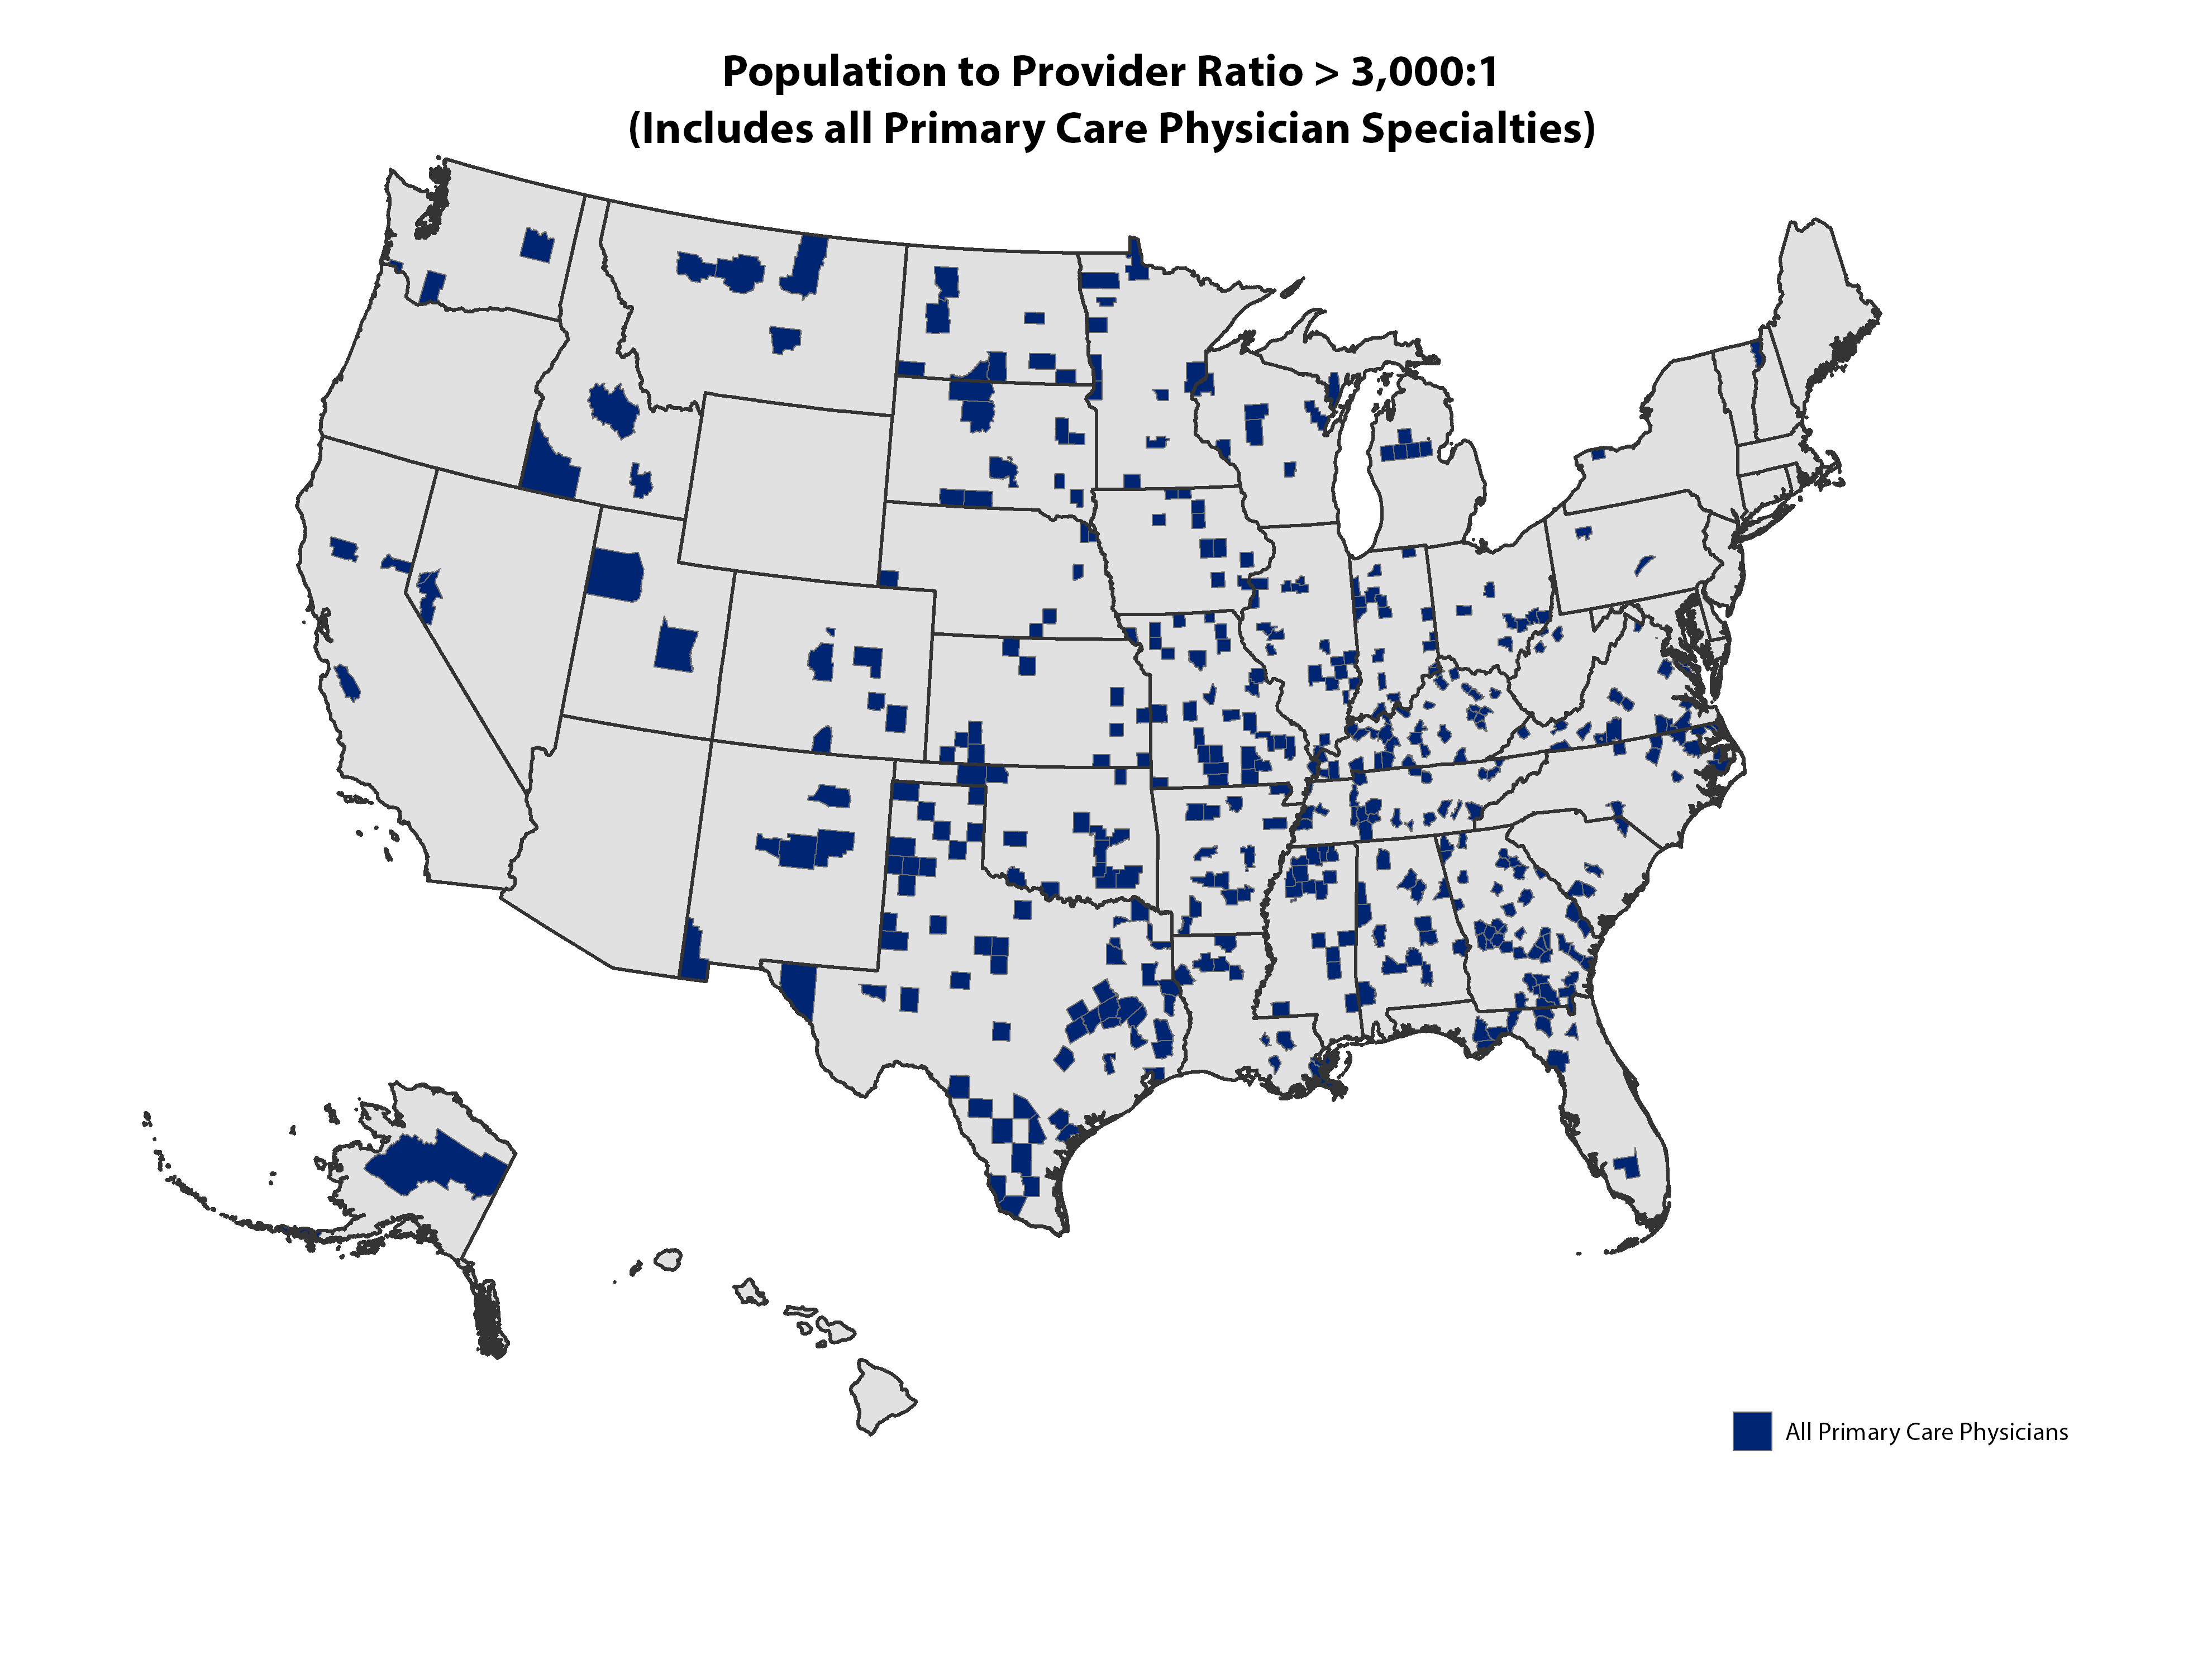 Population to Provider Ratio > 3,000:1
(Includes all Primary Care Physician Specialties)
All Primary Care Physicians